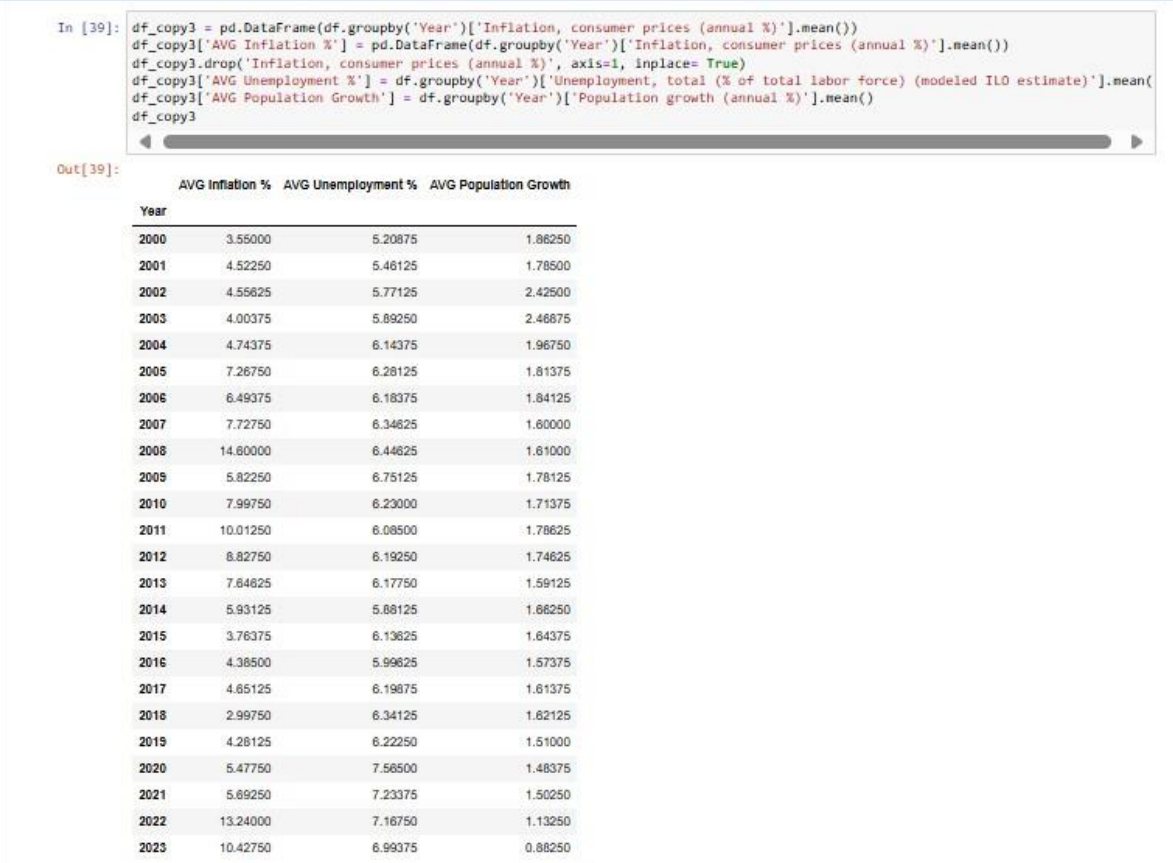 In [39]: df_copy3 = pd.DataFrame(df.groupby('Year')['Inflation, consumer prices (annual %)'].mean())
df_copy3['AVG Inflation %'] = pd.DataFrame(df.groupby('Year')['Inflation, consumer prices (annual %)'].mean())
df_copy3.drop('Inflation, consumer prices (annual %)', axis=1, inplace= True)
df_copy3['AVG Unemployment %'] = df.groupby('Year')['Unemployment, total (% of total labor force) (modeled ILO estimate)'].mean(
df_copy3['AVG Population Growth'] = df.groupby('Year')['Population growth (annual %)'].mean()
df_copy3
Out[39]:
AVG Inflation % AVG Unemployment % AVG Population Growth
Year
2000 3.55000 5.20875 1.86250
2001 4.52250 5.46125 1.78500
2002 4.55625 5.77125 2.42500
2003 4.00375 5.89250 2.46875
2004 4.74375 6.14375 1.96750
2005 7.26750 6.28125 1.81375
2006 6.49375 6.18375 1.84125
2007 7.72750 6.34625 1.60000
2008 14.60000 6.44625 1.61000
2009 5.82250 6.75125 1.78125
2010 7.99750 6.23000 1.71375
2011 10.01250 6.08500 1.78625
2012 8.82750 6.19250 1.74625
2013 7.64625 6.17750 1.59125
2014 5.93125 5.88125 1.66250
2015 3.76375 6.13625 1.64375
2016 4.38500 5.99625 1.57375
2017 4.65125 6.19875 1.61375
2018 2.99750 6.34125 1.62125
2019 4.28125 6.22250 1.51000
2020 5.47750 7.56500 1.48375
2021 5.69250 7.23375 1.50250
2022 13.24000 7.16750 1.13250
2023 10.42750 6.99375 0.88250